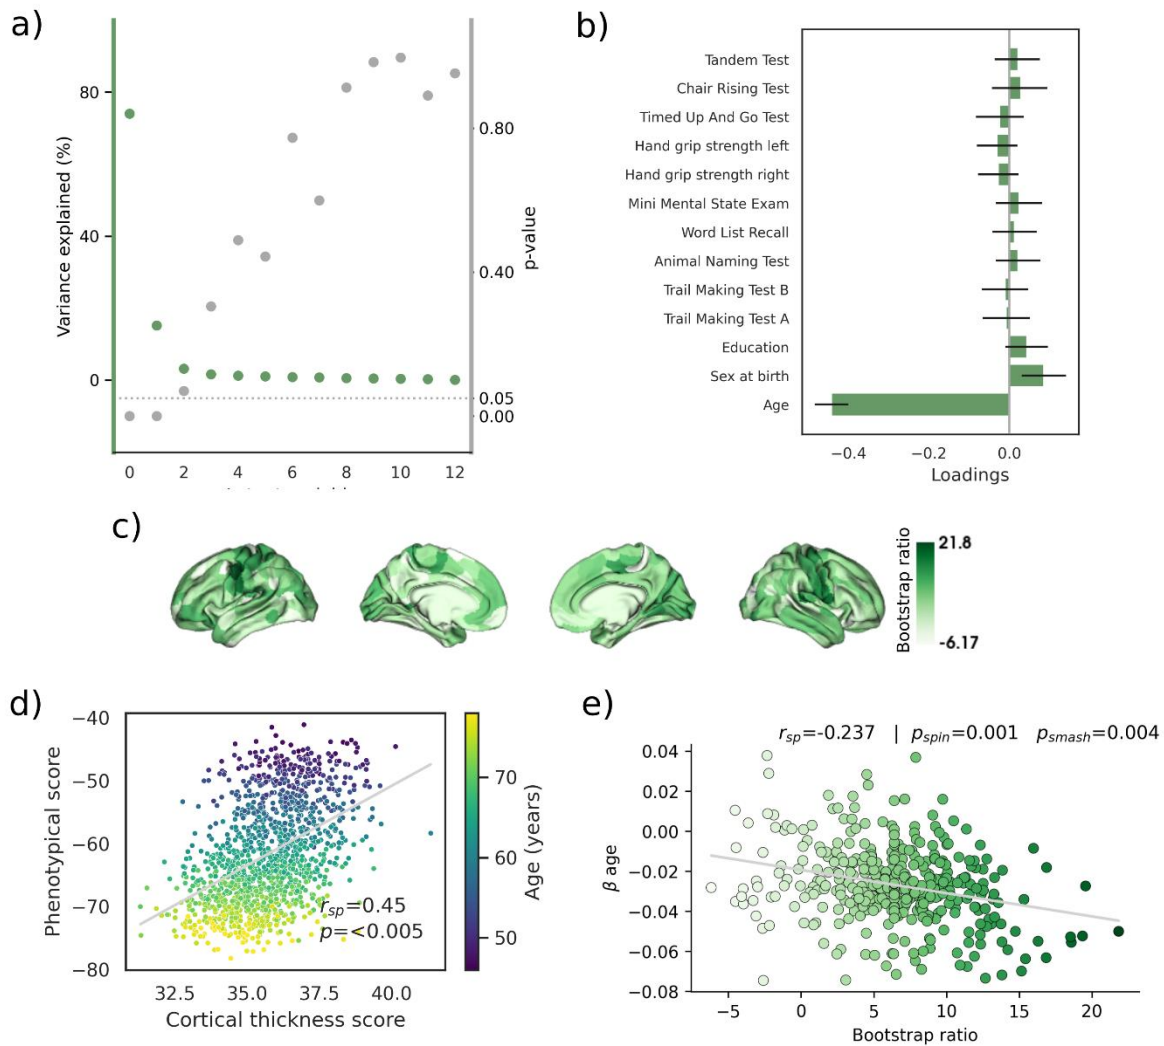 a)
Variance explained (%)
80
40
0
0.80
0.40
0.05
0.00
p-value
0 2 4 6 8 10 12
b)
Tandem Test
Chair Rising Test
Timed Up And Go Test
Hand grip strength left
Hand grip strength right
Mini Mental State Exam
Word List Recall
Animal Naming Test
Trail Making Test B
Trail Making Test A
Education
Sex at birth
Age
−0.4 −0.2 0.0
Loadings
c)
Bootstrap ratio
21.8
-6.17
d)
Phenotypical score
−40
−50
−60
−70
−80
r_sp=0.45
p=<0.005
32.5 35.0 37.5 40.0
Cortical thickness score
70
50
Age (years)
e)
r_sp=-0.237 | p_spin=0.001 p_smash=0.004
β age
0.04
0.02
0.00
−0.02
−0.04
−0.06
−0.08
−5 0 5 10 15 20
Bootstrap ratio